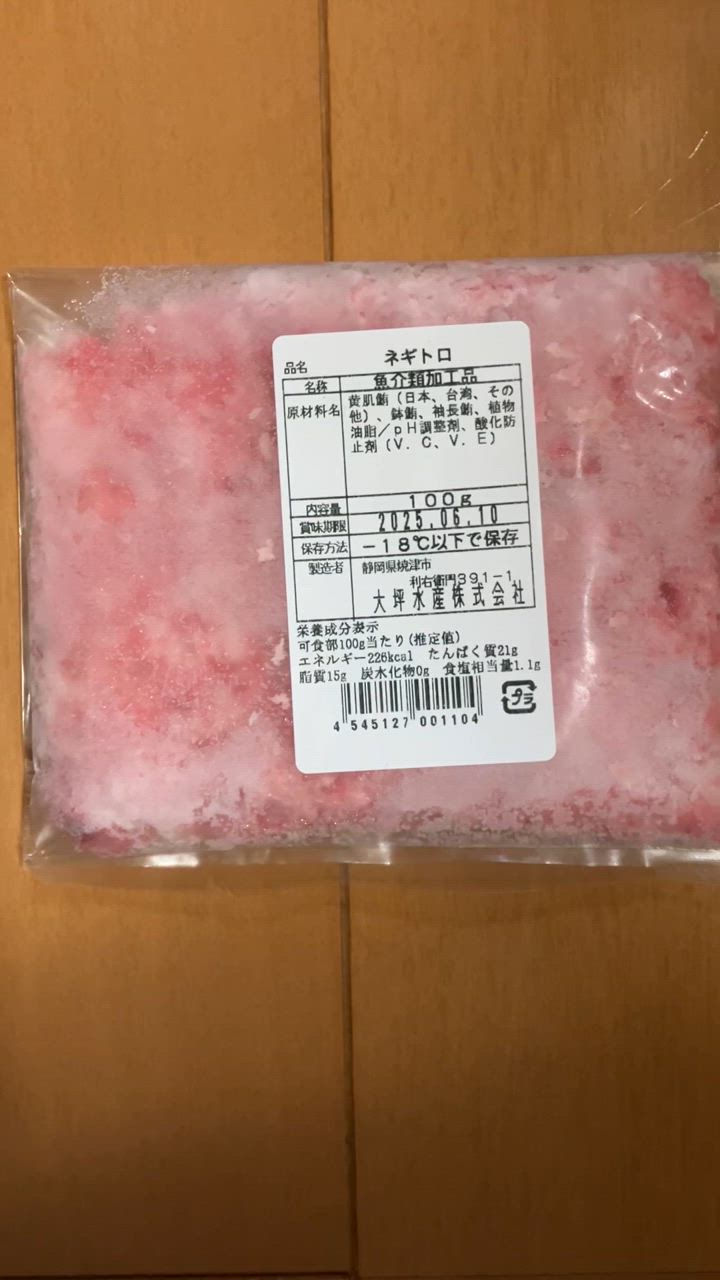 品名 ネギトロ
名称 魚介類加工品
原材料名 黄肌鮪（日本、台湾、その
他）、鉢鮪、袖長鮪、植物
油脂／ｐＨ調整剤、酸化防
止剤（Ｖ．Ｃ、Ｖ．Ｅ）
内容量 １００ｇ
賞味期限 2025.06.10
保存方法 －１８℃以下で保存
製造者 静岡県焼津市
利右衛門３９１－１
大坪水産株式会社
栄養成分表示
可食部100g当たり(推定値)
エネルギー226kcal たんぱく質21g
脂質15g 炭水化物0g 食塩相当量1.1g
プラ
4 545127 001104